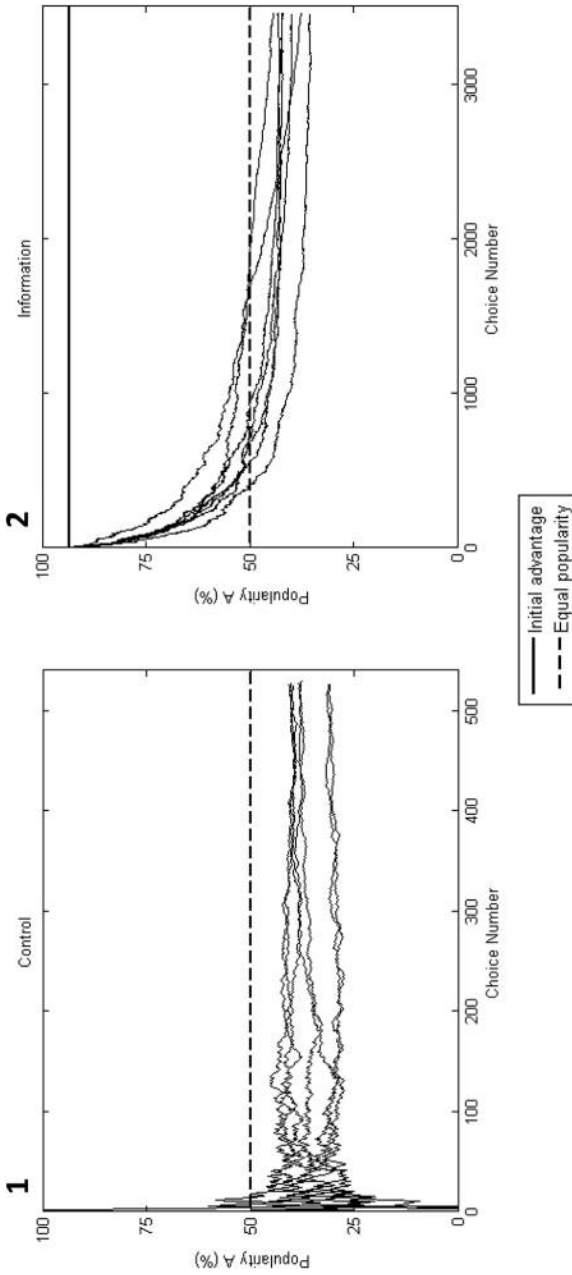 1
Control
100
75
50
25
0
Popularity A (%)
0
100
200
300
400
500
Choice Number
2
Information
100
75
50
25
0
Popularity A (%)
0
1000
2000
3000
Choice Number
Initial advantage
Equal popularity